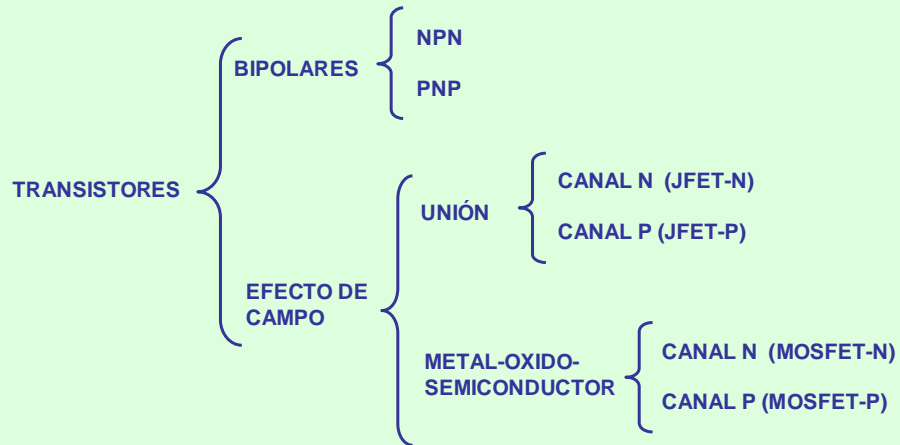 TRANSISTORES
BIPOLARES
NPN
PNP
EFECTO DE
CAMPO
UNIÓN
CANAL N (JFET-N)
CANAL P (JFET-P)
METAL-OXIDO-
SEMICONDUCTOR
CANAL N (MOSFET-N)
CANAL P (MOSFET-P)